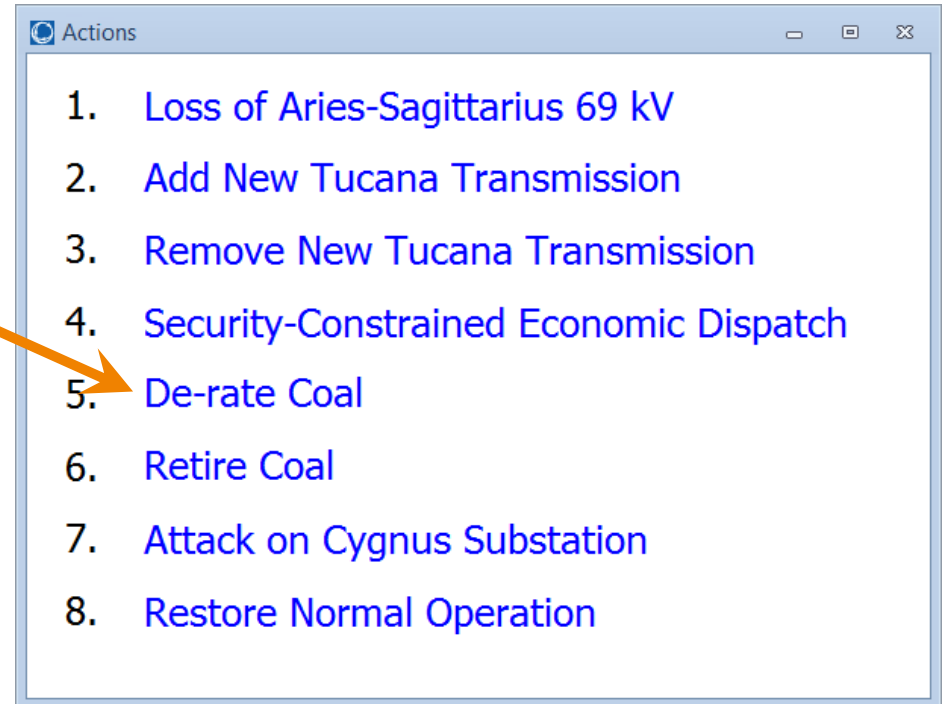 Actions
1. Loss of Aries-Sagittarius 69 kV
2. Add New Tucana Transmission
3. Remove New Tucana Transmission
4. Security-Constrained Economic Dispatch
5. De-rate Coal
6. Retire Coal
7. Attack on Cygnus Substation
8. Restore Normal Operation